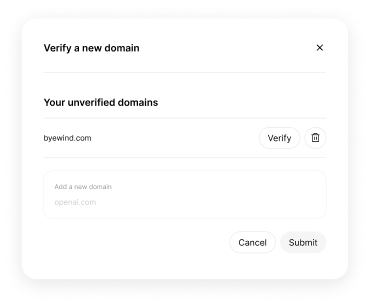 Verify a new domain
Your unverified domains
byewind.com
Verify
Add a new domain
openai.com
Cancel
Submit